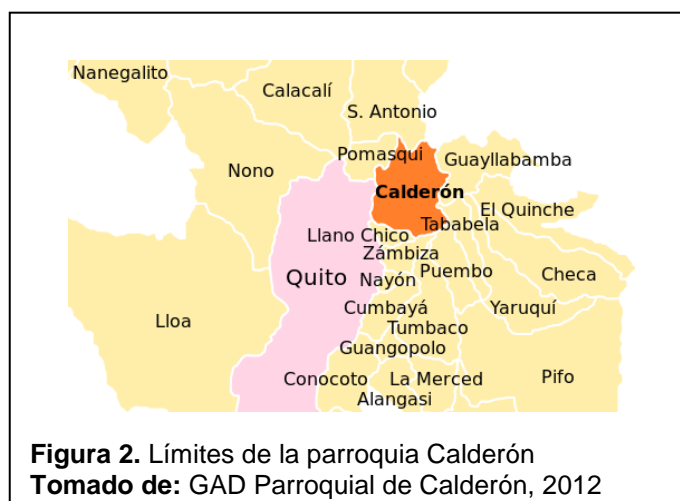 Nanegalito
Calacalí
S. Antonio
Pomasqui
Guayllabamba
Nono
Calderón
El Quinche
Tababela
Llano Chico
Zámbiza
Quito
Nayón
Puembo
Checa
Cumbayá
Yaruquí
Lloa
Tumbaco
Guangopolo
Conocoto
La Merced
Pifo
Alangasi
Figura 2. Límites de la parroquia Calderón
Tomado de: GAD Parroquial de Calderón, 2012